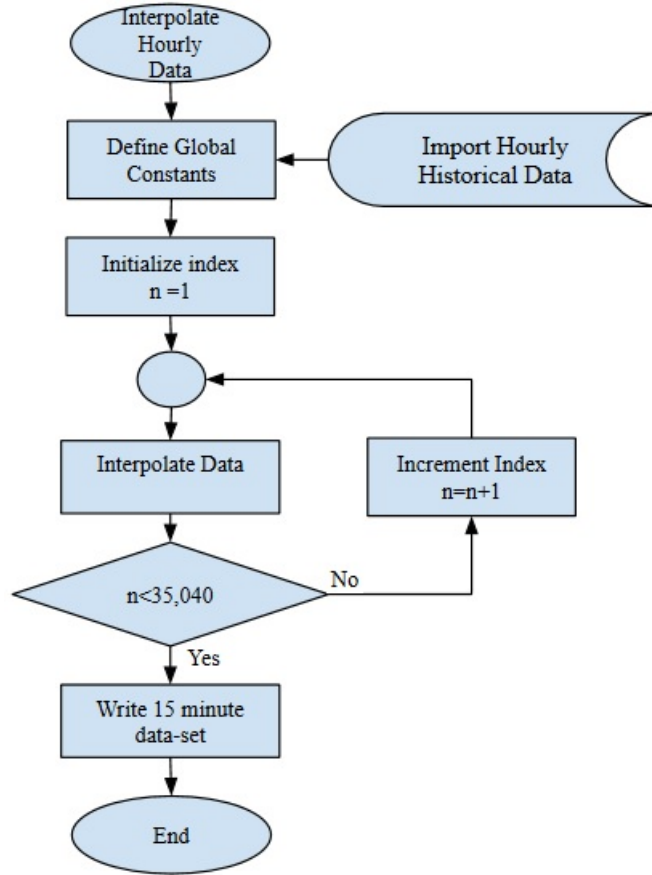 Interpolate
Hourly
Data
Define Global
Constants
Import Hourly
Historical Data
Initialize index
n =1
Interpolate Data
Increment Index
n=n+1
n<35,040
No
Yes
Write 15 minute
data-set
End